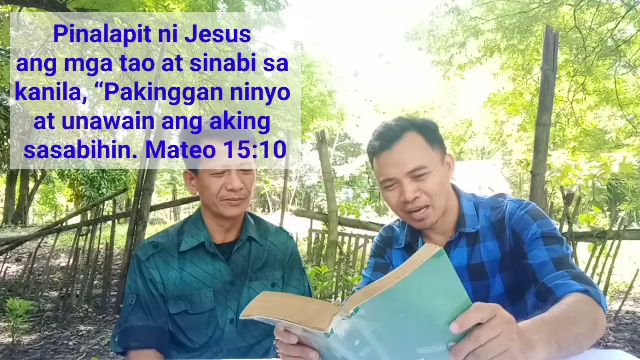 Pinalapit ni Jesus
ang mga tao at sinabi sa
kanila, “Pakinggan ninyo
at unawain ang aking
sasabihin. Mateo 15:10